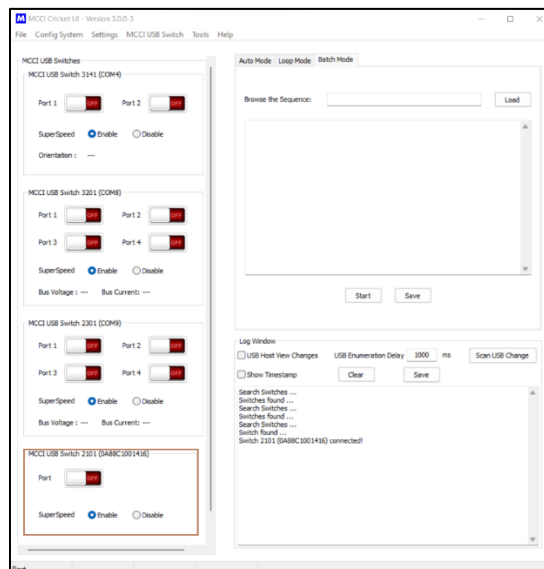 MCCI Cricket UI - Version 3.0.0-3
File Config System Settings MCCI USB Switch Tools Help
MCCI USB Switches
MCCI USB Switch 3141 (COM4)
Port 1 OFF Port 2 OFF
SuperSpeed Enable Disable
Orientation : ---
MCCI USB Switch 3201 (COM8)
Port 1 OFF Port 2 OFF
Port 3 OFF Port 4 OFF
SuperSpeed Enable Disable
Bus Voltage : --- Bus Current: ---
MCCI USB Switch 2301 (COM9)
Port 1 OFF Port 2 OFF
Port 3 OFF Port 4 OFF
SuperSpeed Enable Disable
Bus Voltage : --- Bus Current: ---
MCCI USB Switch 2101 (0A88C1001416)
Port OFF
SuperSpeed Enable Disable
Auto Mode Loop Mode Batch Mode
Browse the Sequence: Load
Start Save
Log Window
USB Host View Changes USB Enumeration Delay 1000 ms Scan USB Change
Show Timestamp Clear Save
Search Switches ...
Switches found ...
Search Switches ...
Switches found ...
Search Switches ...
Switch found ...
Switch 2101 (0A88C1001416) connected!